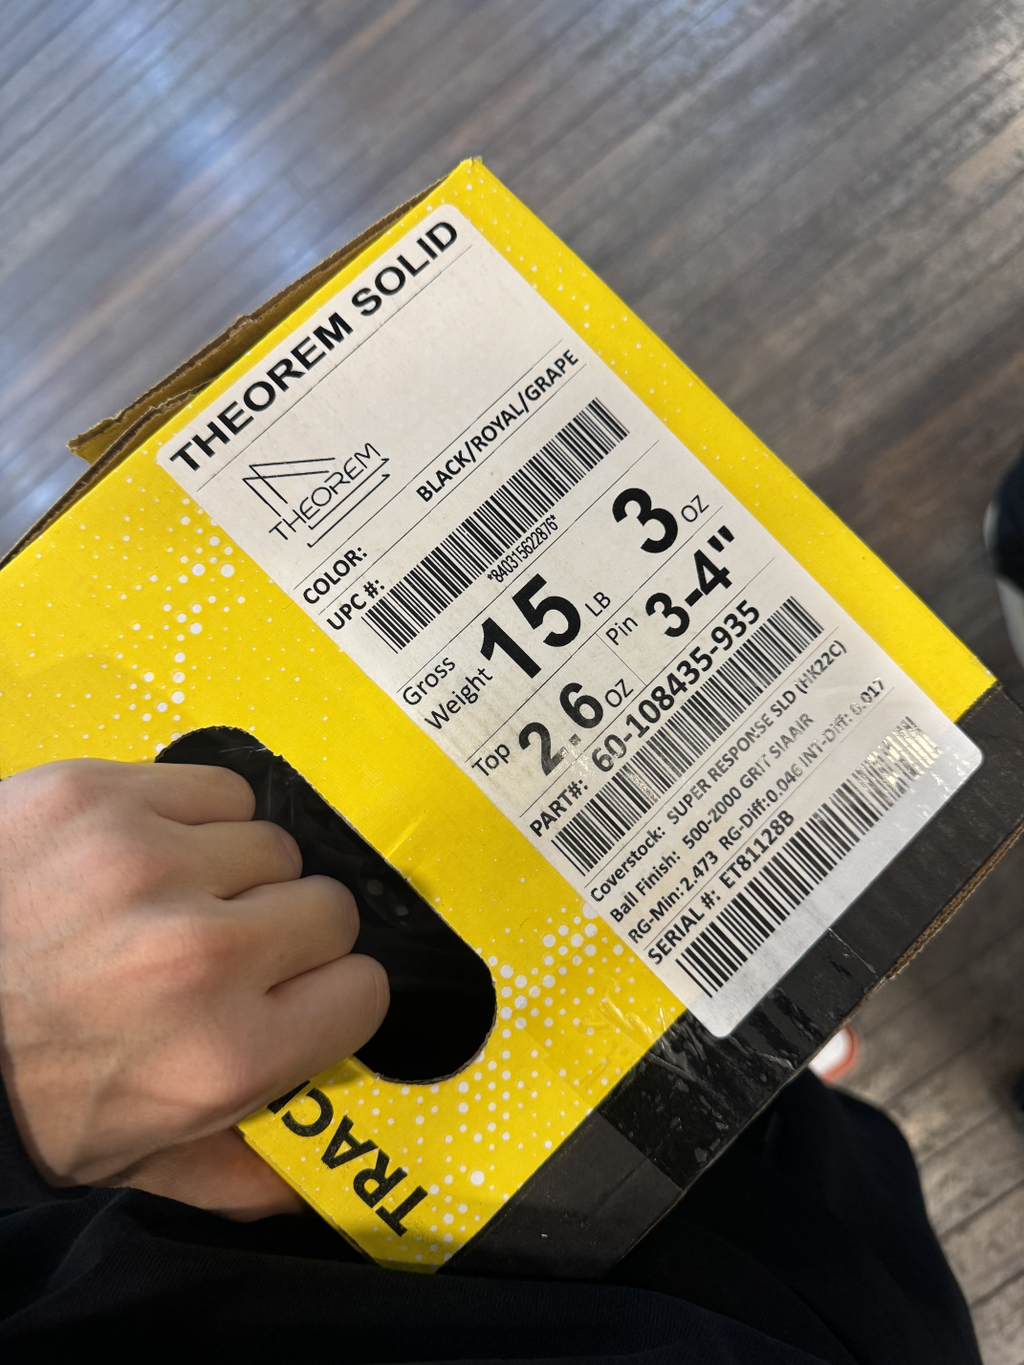 THEOREM SOLID
THEOREM
COLOR: BLACK/ROYAL/GRAPE
UPC #:
*840315622876*
Gross Weight 15 LB 3 OZ
Top 2.6 OZ Pin 3-4"
PART#: 60-108435-935
Coverstock: SUPER RESPONSE SLD (HK22C)
Ball Finish: 500-2000 GRIT SIAAIR
RG-Min:2.473 RG-Diff:0.046 INT-Diff: 0.017
SERIAL #: ET81128B
TRAC